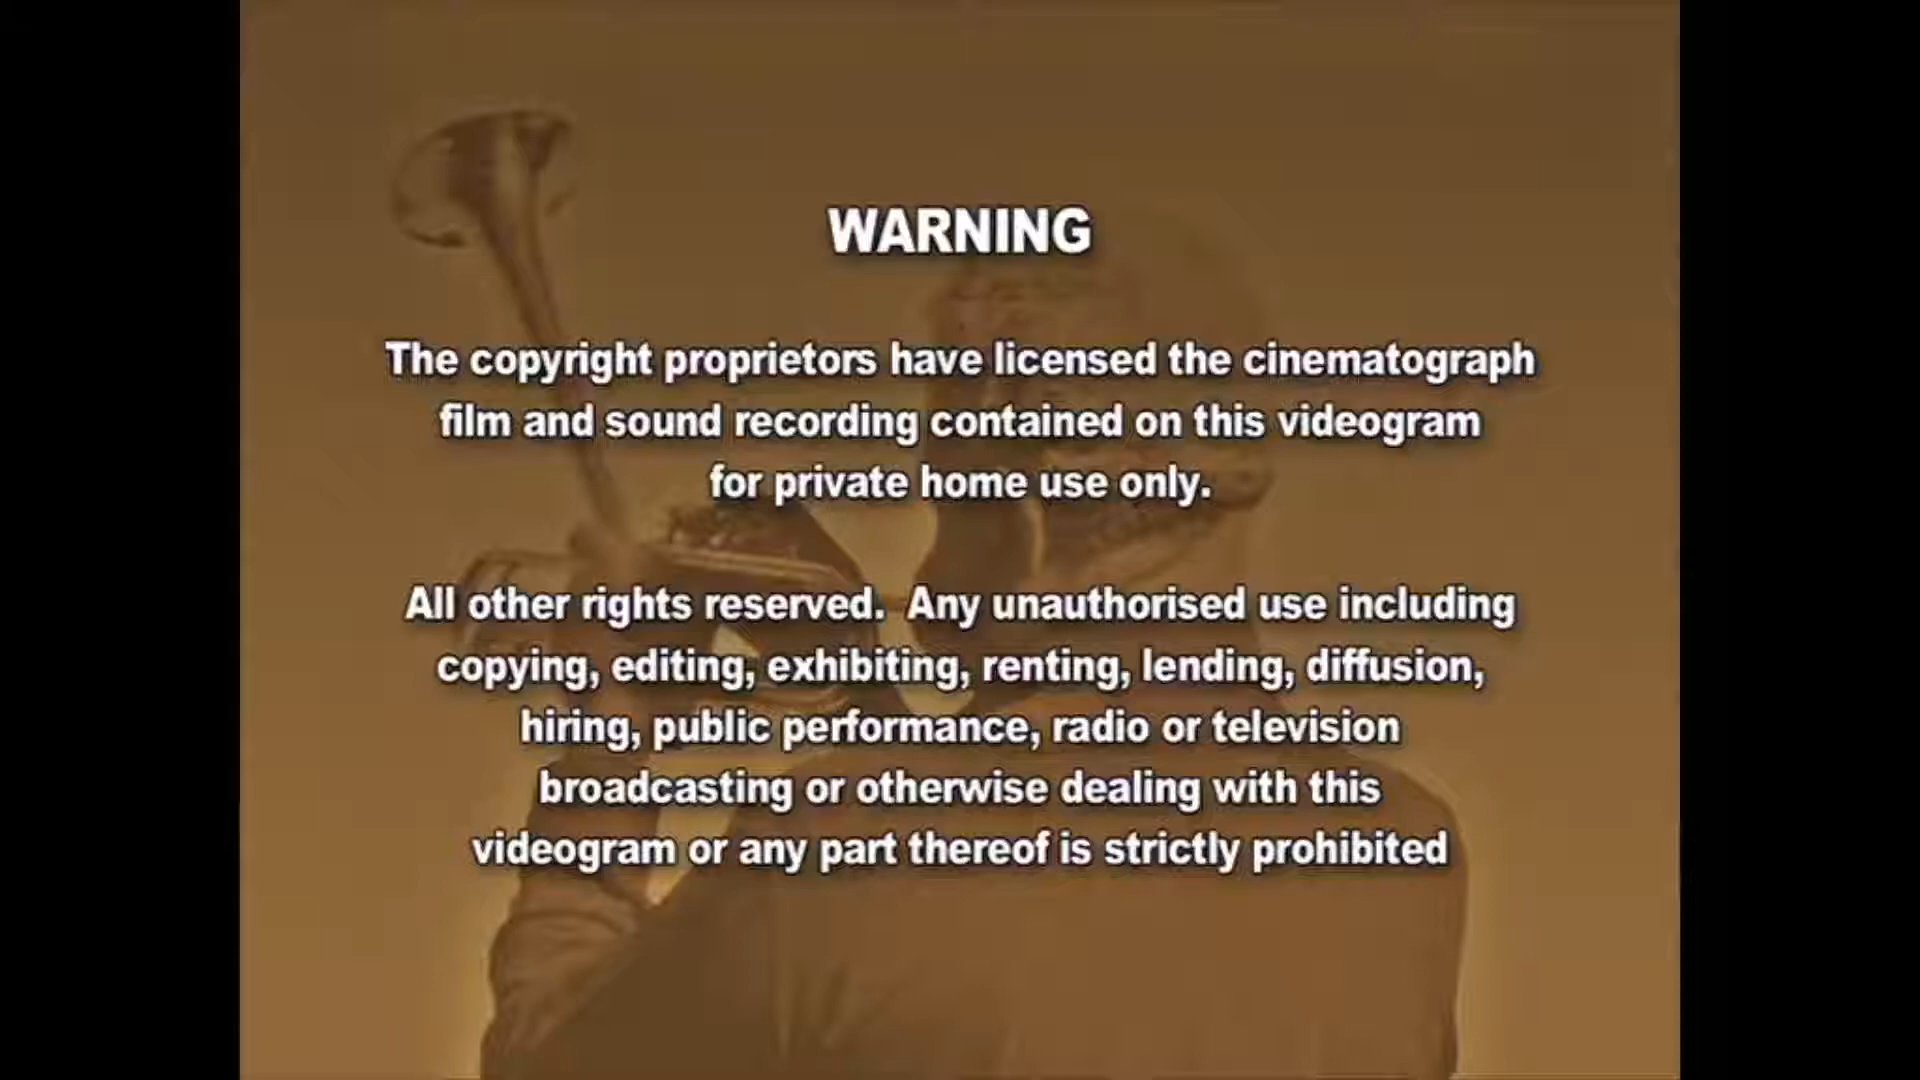 WARNING
The copyright proprietors have licensed the cinematograph
film and sound recording contained on this videogram
for private home use only.
All other rights reserved.  Any unauthorised use including
copying, editing, exhibiting, renting, lending, diffusion,
hiring, public performance, radio or television
broadcasting or otherwise dealing with this
videogram or any part thereof is strictly prohibited